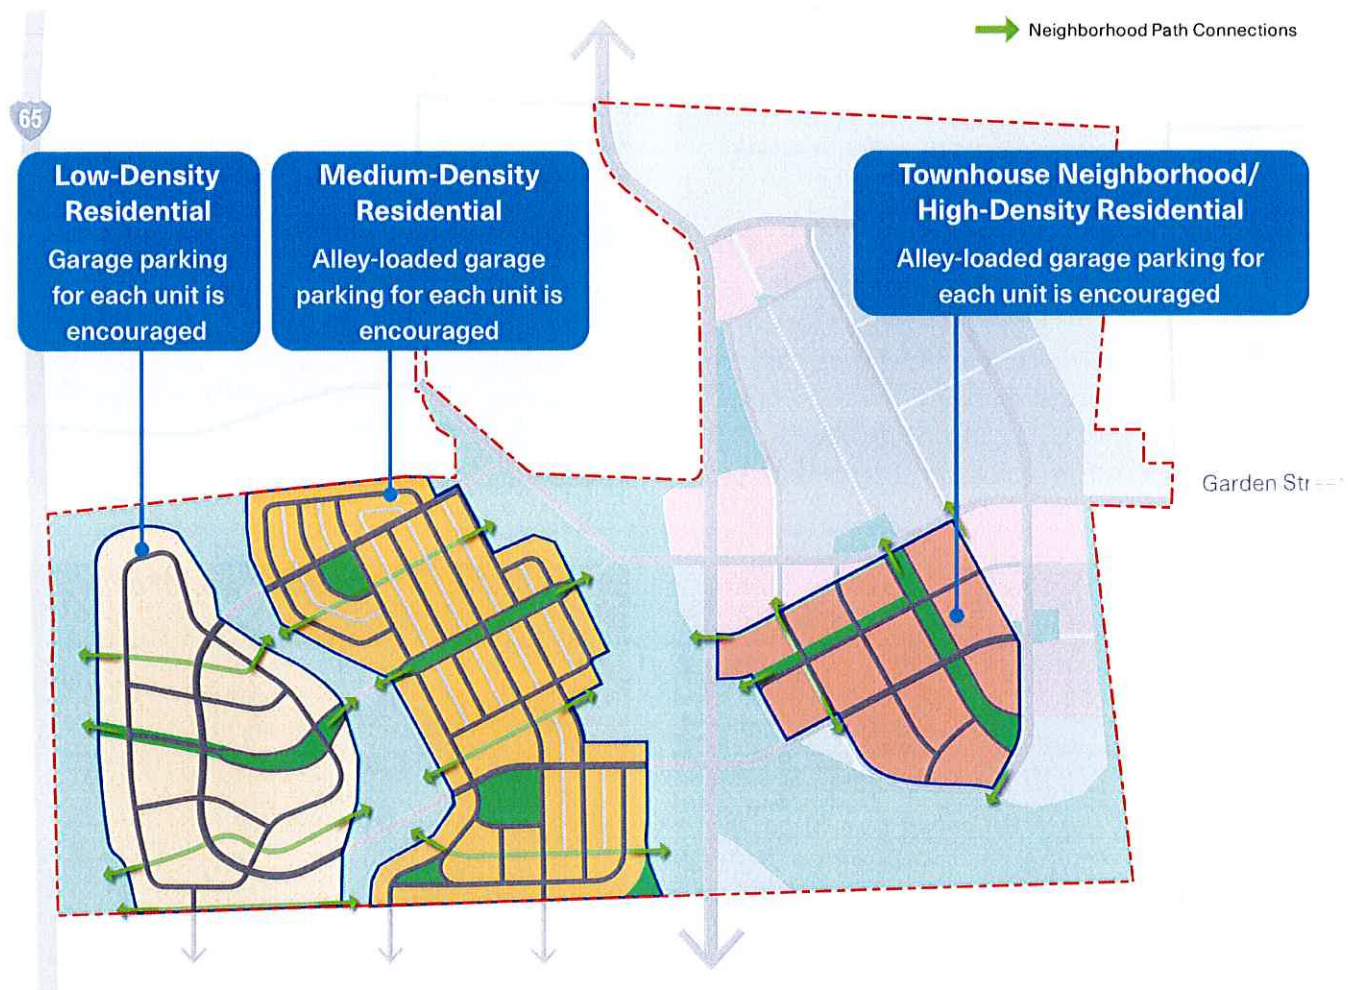 Neighborhood Path Connections
65
Low-Density
Residential
Garage parking
for each unit is
encouraged
Medium-Density
Residential
Alley-loaded garage
parking for each unit is
encouraged
Townhouse Neighborhood/
High-Density Residential
Alley-loaded garage parking for
each unit is encouraged
Garden